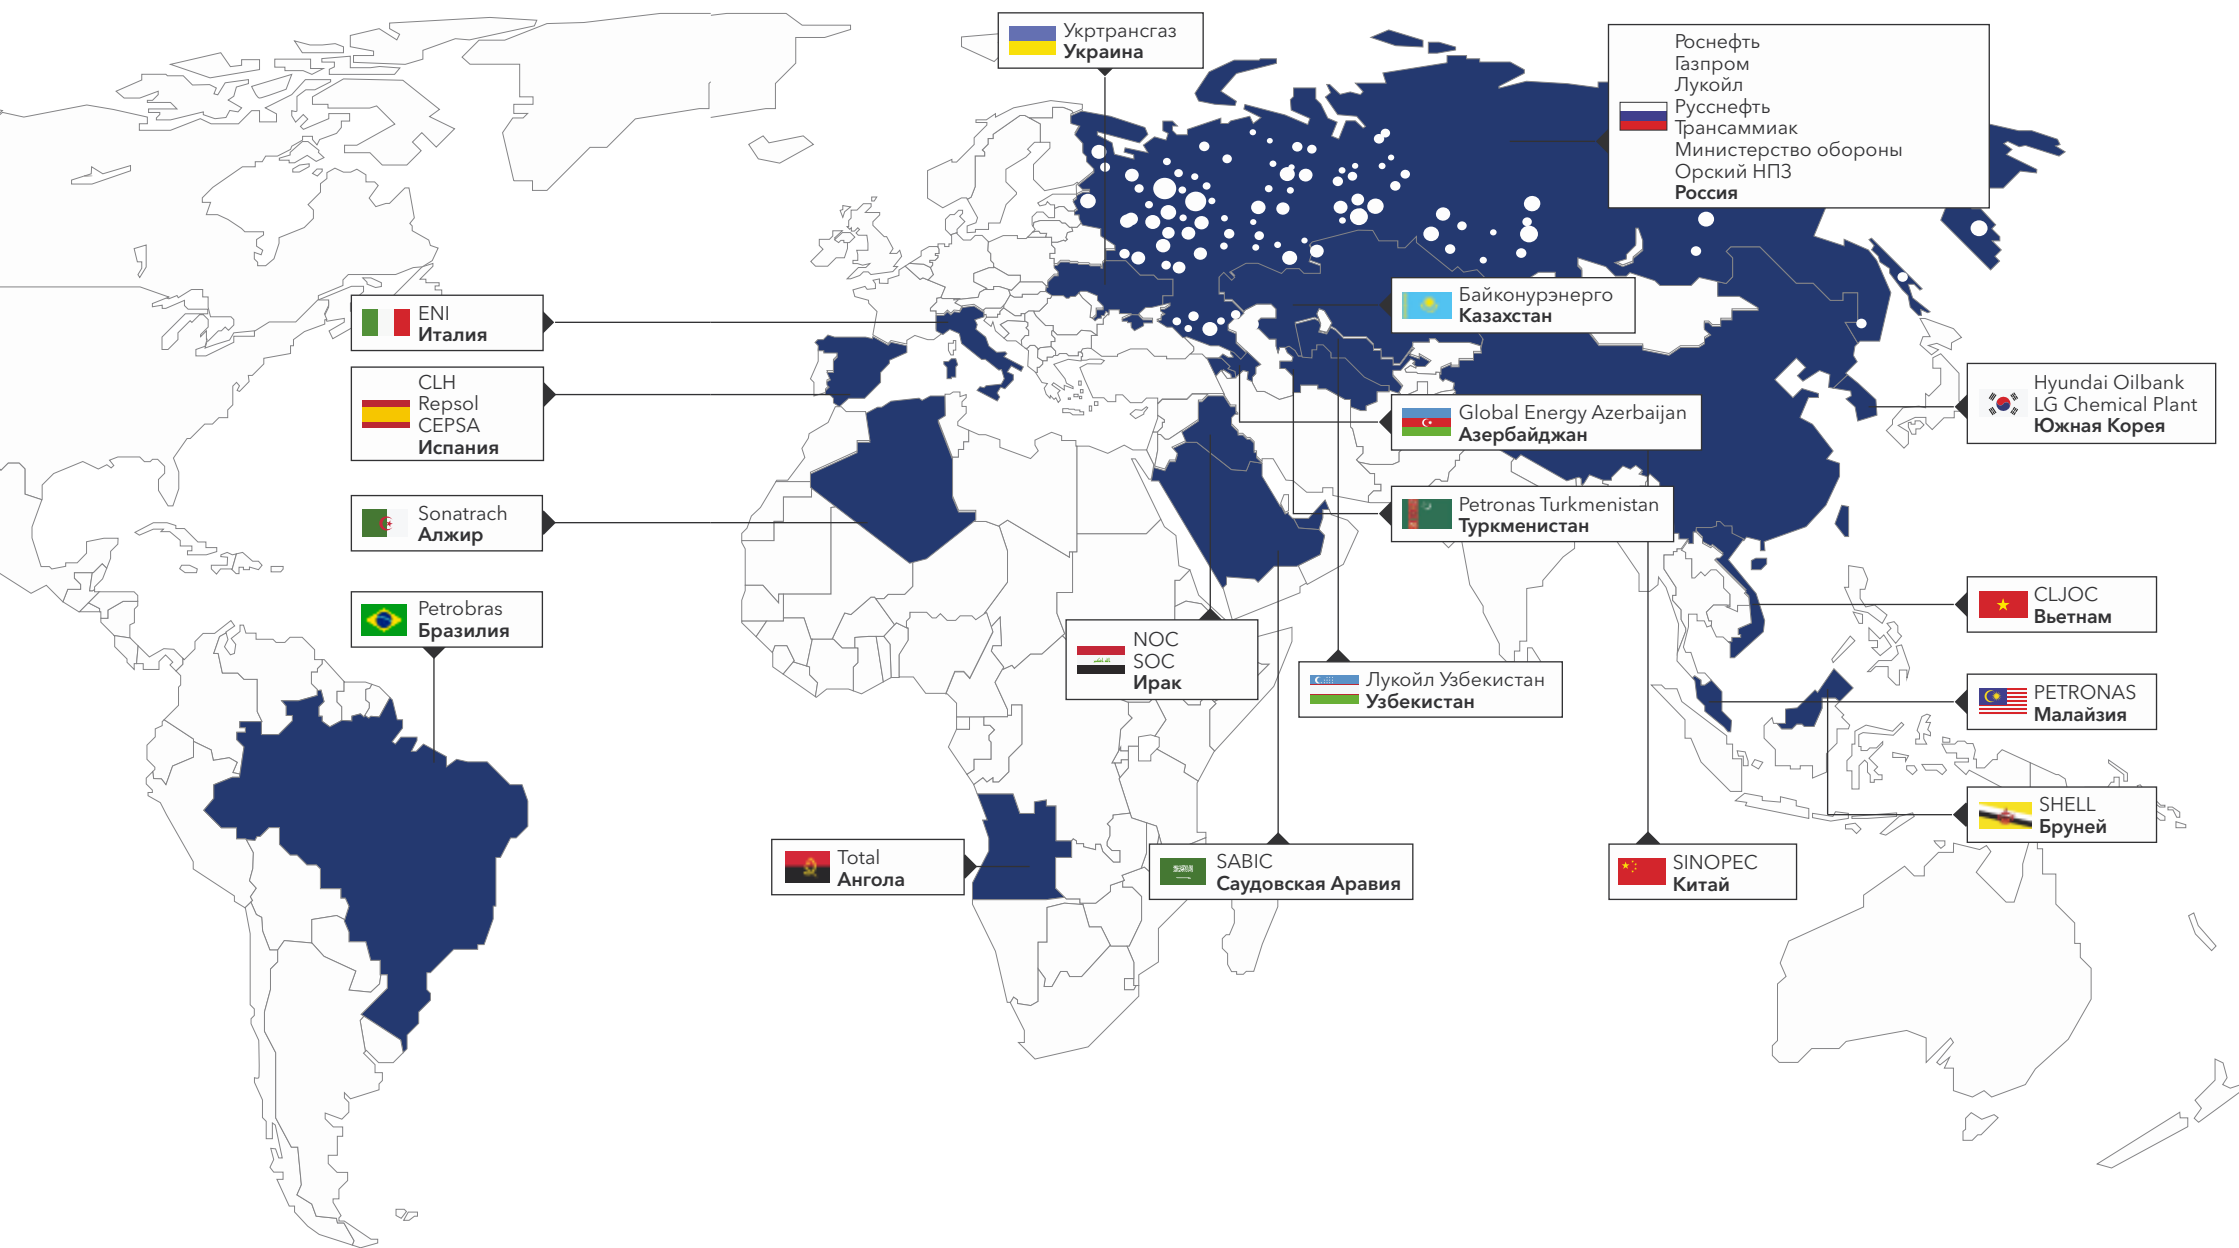 Укртрансгаз
Украина
Роснефть
Газпром
Лукойл
Русснефть
Трансаммиак
Министерство обороны
Орский НПЗ
Россия
ENI
Италия
CLH
Repsol
CEPSA
Испания
Sonatrach
Алжир
Petrobras
Бразилия
Байконурэнерго
Казахстан
Global Energy Azerbaijan
Азербайджан
Petronas Turkmenistan
Туркменистан
Hyundai Oilbank
LG Chemical Plant
Южная Корея
CLJOC
Вьетнам
NOC
SOC
Ирак
Лукойл Узбекистан
Узбекистан
PETRONAS
Малайзия
SHELL
Бруней
Total
Ангола
SABIC
Саудовская Аравия
SINOPEC
Китай